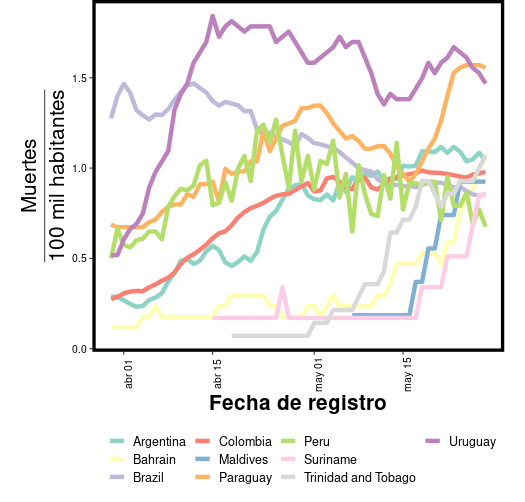 Muertes
100 mil habitantes
1.5
1.0
0.5
0.0
abr 01
abr 15
may 01
may 15
Fecha de registro
Argentina
Bahrain
Brazil
Colombia
Maldives
Paraguay
Peru
Suriname
Trinidad and Tobago
Uruguay